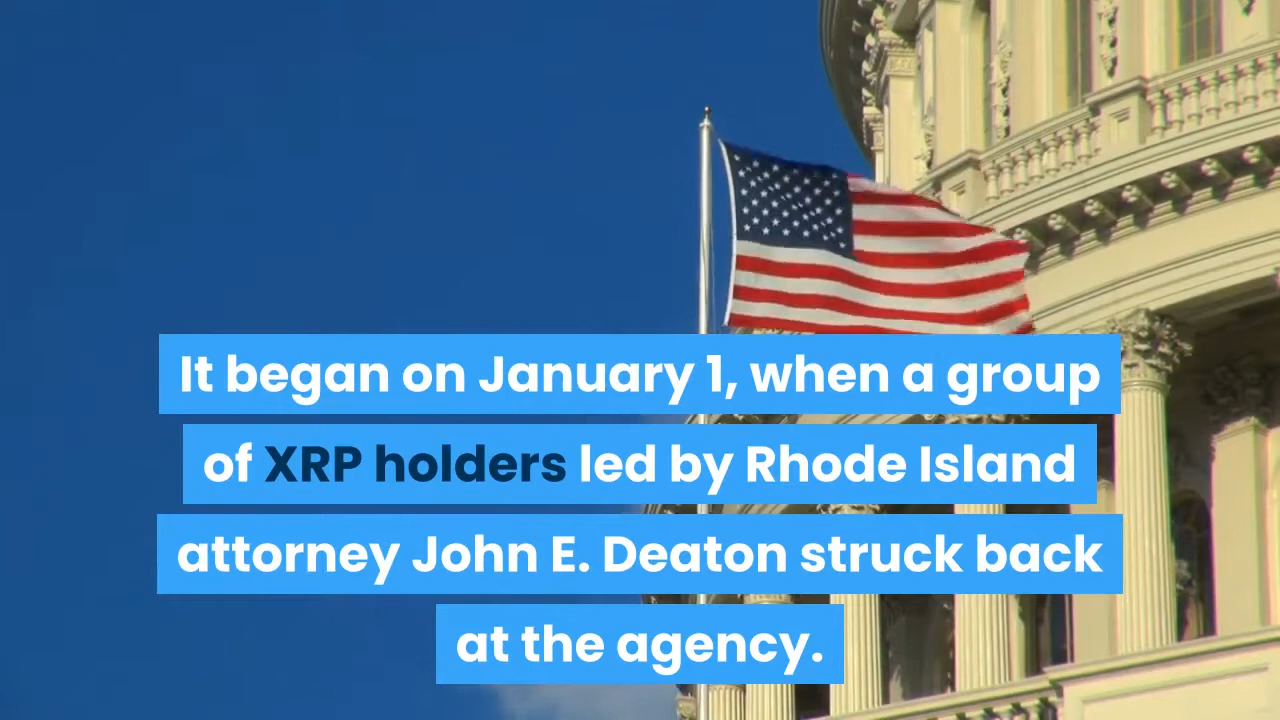 It began on January 1, when a group
of XRP holders led by Rhode Island
attorney John E. Deaton struck back
at the agency.